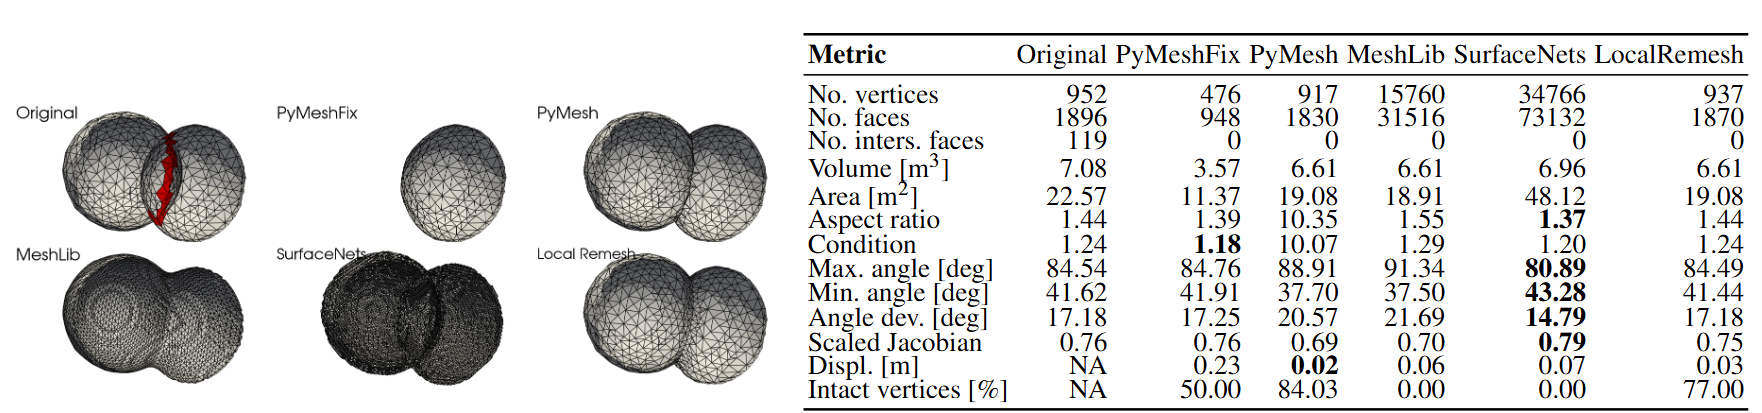 Original PyMeshFix PyMesh
MeshLib SurfaceNets Local Remesh
Metric Original PyMeshFix PyMesh MeshLib SurfaceNets LocalRemesh
No. vertices 952 476 917 15760 34766 937
No. faces 1896 948 1830 31516 73132 1870
No. inters. faces 119 0 0 0 0 0
Volume [m³] 7.08 3.57 6.61 6.61 6.96 6.61
Area [m²] 22.57 11.37 19.08 18.91 48.12 19.08
Aspect ratio 1.44 1.39 10.35 1.55 1.37 1.44
Condition 1.24 1.18 10.07 1.29 1.20 1.24
Max. angle [deg] 84.54 84.76 88.91 91.34 80.89 84.49
Min. angle [deg] 41.62 41.91 37.70 37.50 43.28 41.44
Angle dev. [deg] 17.18 17.25 20.57 21.69 14.79 17.18
Scaled Jacobian 0.76 0.76 0.69 0.70 0.79 0.75
Displ. [m] NA 0.23 0.02 0.06 0.07 0.03
Intact vertices [%] NA 50.00 84.03 0.00 0.00 77.00